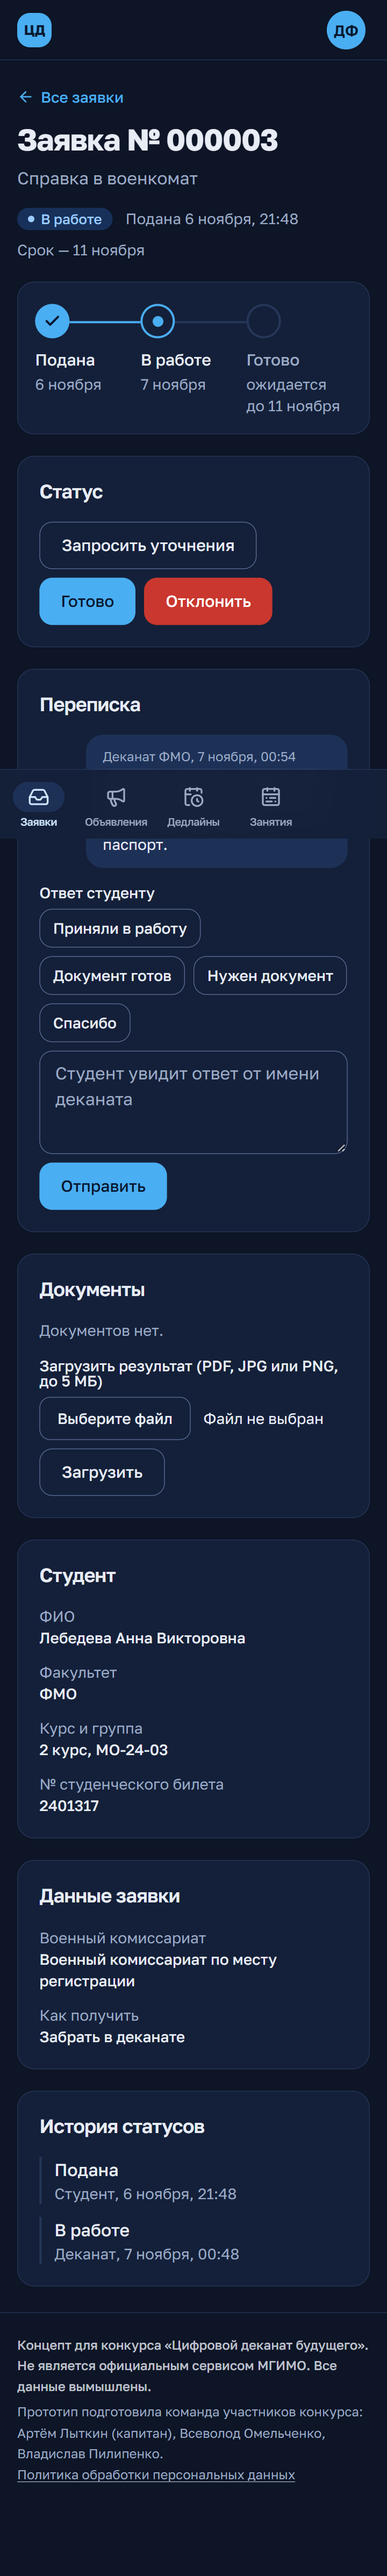 ЦД
ДФ
← Все заявки
Заявка № 000003
Справка в военкомат
В работе
Подана 6 ноября, 21:48
Срок — 11 ноября
Подана
6 ноября
В работе
7 ноября
Готово
ожидается
до 11 ноября
Статус
Запросить уточнения
Готово
Отклонить
Переписка
Деканат ФМО, 7 ноября, 00:54
Заявки
Объявления
Дедлайны
Занятия
паспорт.
Ответ студенту
Приняли в работу
Документ готов
Нужен документ
Спасибо
Студент увидит ответ от имени
деканата
Отправить
Документы
Документов нет.
Загрузить результат (PDF, JPG или PNG,
до 5 МБ)
Выберите файл
Файл не выбран
Загрузить
Студент
ФИО
Лебедева Анна Викторовна
Факультет
ФМО
Курс и группа
2 курс, МО-24-03
№ студенческого билета
2401317
Данные заявки
Военный комиссариат
Военный комиссариат по месту
регистрации
Как получить
Забрать в деканате
История статусов
Подана
Студент, 6 ноября, 21:48
В работе
Деканат, 7 ноября, 00:48
Концепт для конкурса «Цифровой деканат будущего».
Не является официальным сервисом МГИМО. Все
данные вымышлены.
Прототип подготовила команда участников конкурса:
Артём Лыткин (капитан), Всеволод Омельченко,
Владислав Пилипенко.
Политика обработки персональных данных